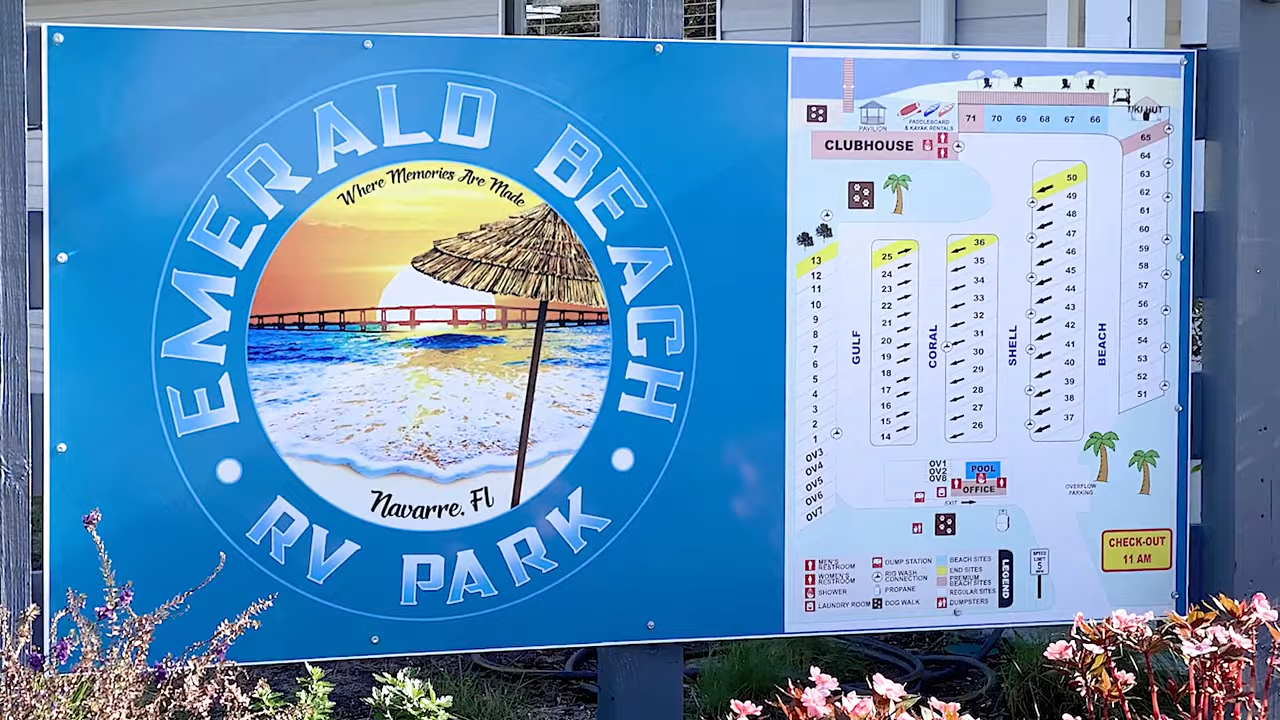 EMERALD BEACH
Where Memories Are Made
Navarre, Fl
RV PARK
TIKI HUT
PAVILION
PADDLEBOARD
& KAYAK RENTALS
71 70 69 68 67 66
CLUBHOUSE
65
64
63
62
61
60
59
58
57
56
55
54
53
52
51
50
49
48
47
46
45
44
43
42
41
40
39
38
37
36
35
34
33
32
31
30
29
28
27
26
25
24
23
22
21
20
19
18
17
16
15
14
13
12
11
10
9
8
7
6
5
4
3
2
1
OV3
OV4
OV5
OV6
OV7
GULF
CORAL
SHELL
BEACH
OV1
OV2
OV8
POOL
OFFICE
EXIT
OVERFLOW
PARKING
CHECK-OUT
11 AM
SPEED
LIMIT
5
LEGEND
MEN'S
RESTROOM
WOMEN'S
RESTROOM
SHOWER
LAUNDRY ROOM
DUMP STATION
RIG WASH
CONNECTION
PROPANE
DOG WALK
BEACH SITES
END SITES
PREMIUM
BEACH SITES
REGULAR SITES
DUMPSTERS